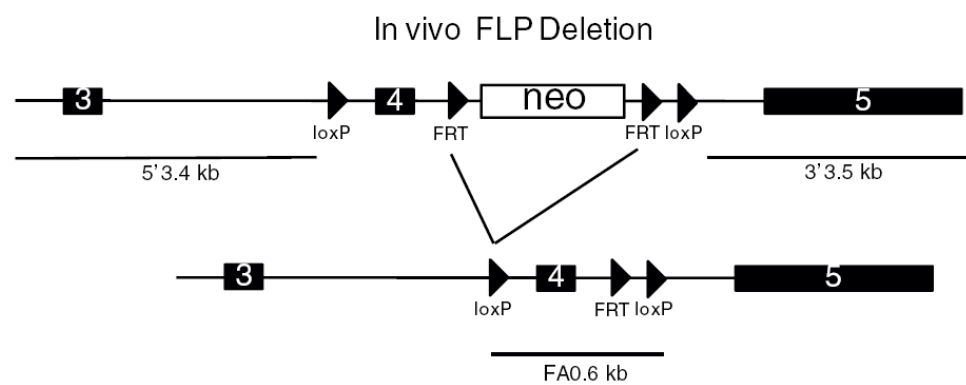 In vivo FLP Deletion
3 4 neo 5
loxP FRT FRT loxP
5'3.4 kb 3'3.5 kb
3 4 5
loxP FRT loxP
FA0.6 kb